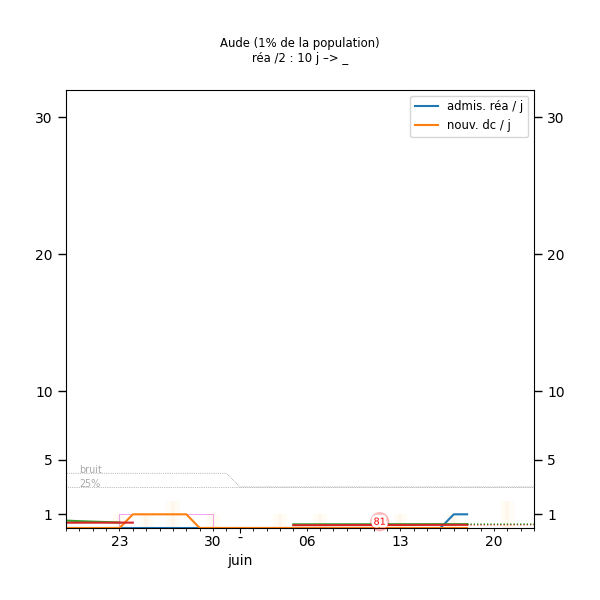 Aude (1% de la population)
réa /2 : 10 j –> _
admis. réa / j
nouv. dc / j
30 30
20 20
10 10
5 5
1 1
bruit
25%
81
23 30 - 06 13 20
juin